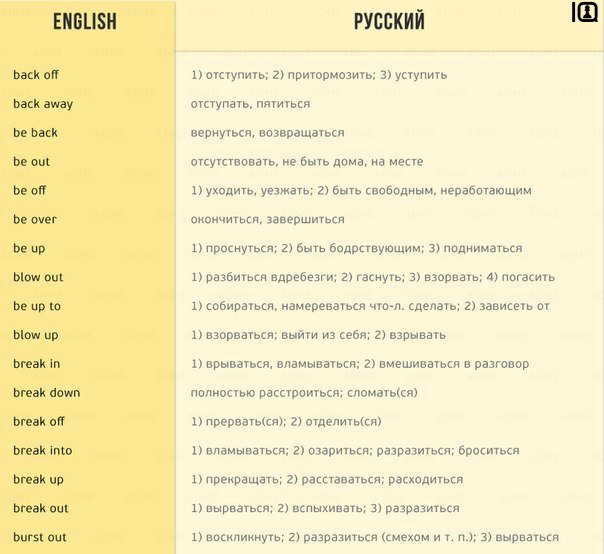 ENGLISH РУССКИЙ
back off 1) отступить; 2) притормозить; 3) уступить
back away отступать, пятиться
be back вернуться, возвращаться
be out отсутствовать, не быть дома, на месте
be off 1) уходить, уезжать; 2) быть свободным, неработающим
be over окончиться, завершиться
be up 1) проснуться; 2) быть бодрствующим; 3) подниматься
blow out 1) разбиться вдребезги; 2) гаснуть; 3) взорвать; 4) погасить
be up to 1) собираться, намереваться что-л. сделать; 2) зависеть от
blow up 1) взорваться; выйти из себя; 2) взрывать
break in 1) врываться, вламываться; 2) вмешиваться в разговор
break down полностью расстроиться; сломать(ся)
break off 1) прервать(ся); 2) отделить(ся)
break into 1) вламываться; 2) озариться; разразиться; броситься
break up 1) прекращать; 2) расставаться; расходиться
break out 1) вырваться; 2) вспыхивать; 3) разразиться
burst out 1) воскликнуть; 2) разразиться (смехом и т. п.); 3) вырваться